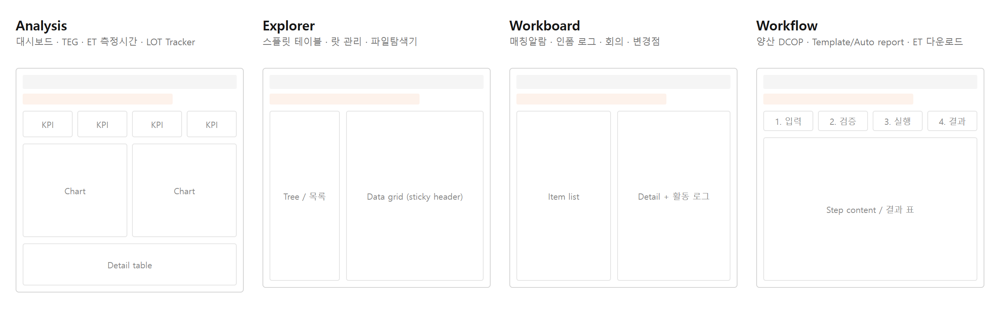 Analysis
대시보드 · TEG · ET 측정시간 · LOT Tracker
KPI
KPI
KPI
KPI
Chart
Chart
Detail table
Explorer
스플릿 테이블 · 랏 관리 · 파일탐색기
Tree / 목록
Data grid (sticky header)
Workboard
매칭알람 · 인폼 로그 · 회의 · 변경점
Item list
Detail + 활동 로그
Workflow
양산 DCOP · Template/Auto report · ET 다운로드
1. 입력
2. 검증
3. 실행
4. 결과
Step content / 결과 표